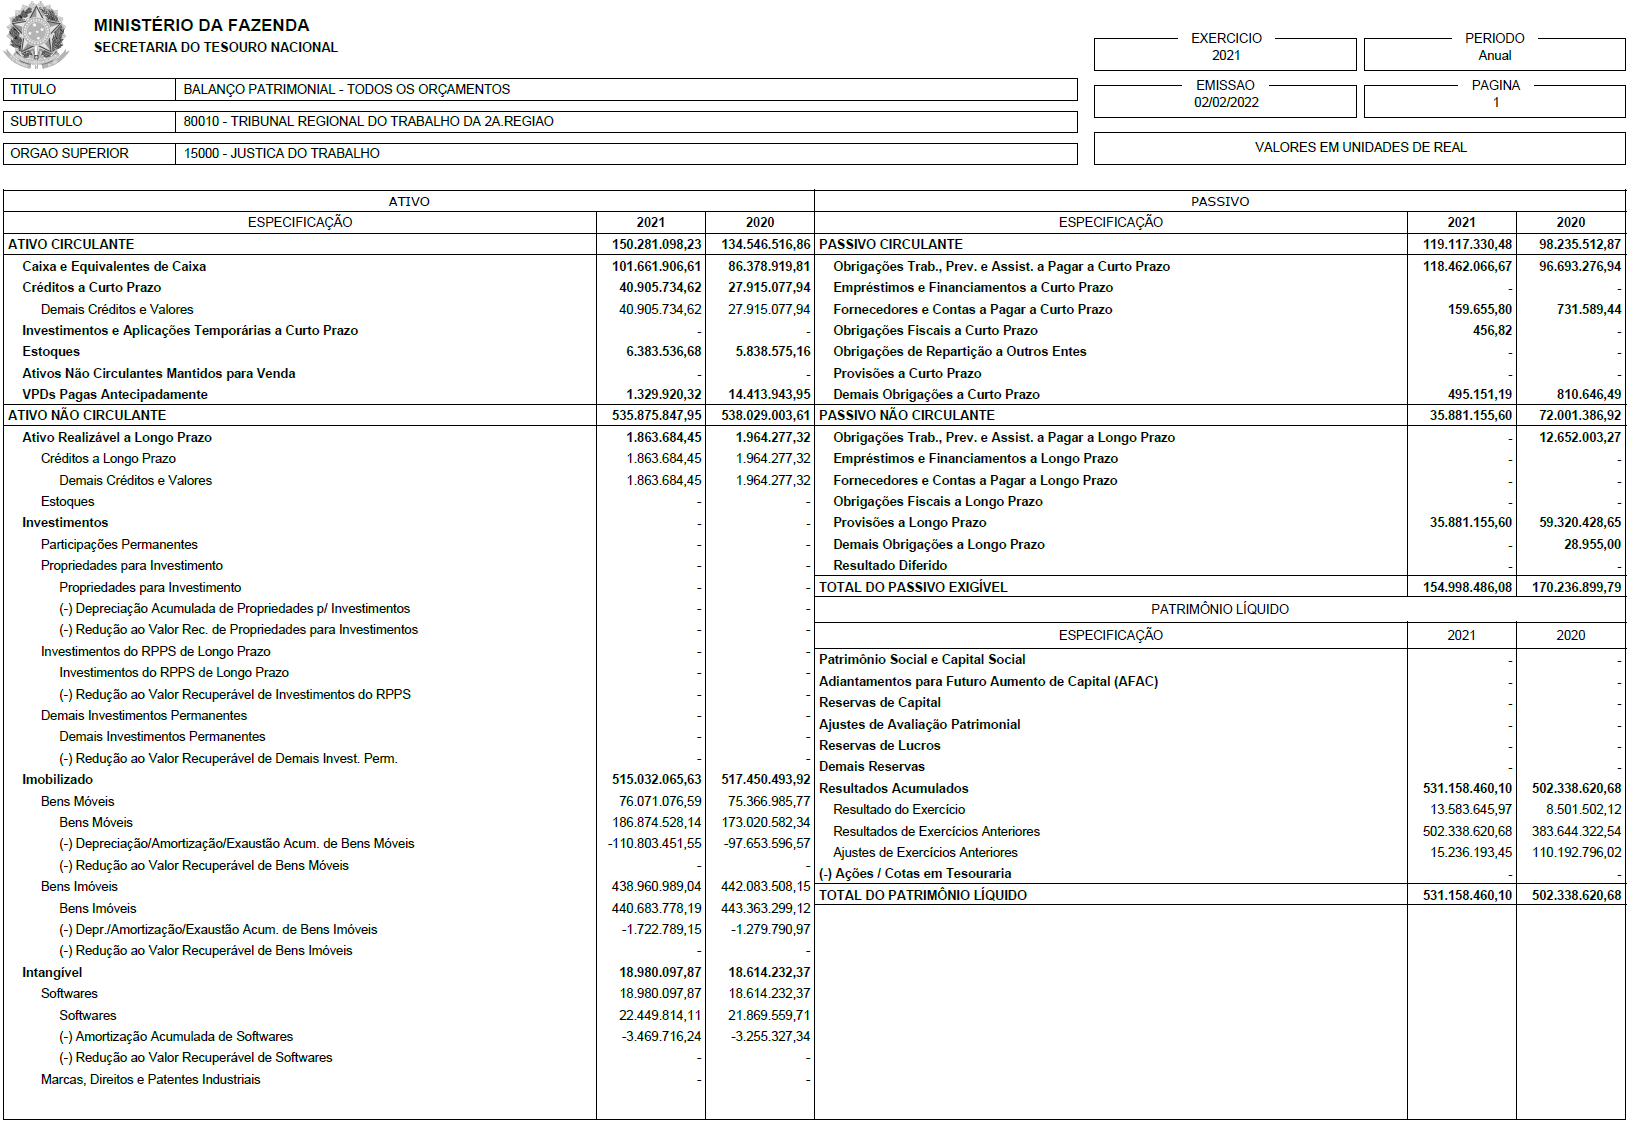 MINISTÉRIO DA FAZENDA
SECRETARIA DO TESOURO NACIONAL
EXERCICIO
2021
PERIODO
Anual
EMISSAO
02/02/2022
PAGINA
1
TITULO BALANÇO PATRIMONIAL - TODOS OS ORÇAMENTOS
SUBTITULO 80010 - TRIBUNAL REGIONAL DO TRABALHO DA 2A.REGIAO
ORGAO SUPERIOR 15000 - JUSTICA DO TRABALHO
VALORES EM UNIDADES DE REAL
ATIVO
ESPECIFICAÇÃO 2021 2020
ATIVO CIRCULANTE 150.281.098,23 134.546.516,86
Caixa e Equivalentes de Caixa 101.661.906,61 86.378.919,81
Créditos a Curto Prazo 40.905.734,62 27.915.077,94
Demais Créditos e Valores 40.905.734,62 27.915.077,94
Investimentos e Aplicações Temporárias a Curto Prazo - -
Estoques 6.383.536,68 5.838.575,16
Ativos Não Circulantes Mantidos para Venda - -
VPDs Pagas Antecipadamente 1.329.920,32 14.413.943,95
ATIVO NÃO CIRCULANTE 535.875.847,95 538.029.003,61
Ativo Realizável a Longo Prazo 1.863.684,45 1.964.277,32
Créditos a Longo Prazo 1.863.684,45 1.964.277,32
Demais Créditos e Valores 1.863.684,45 1.964.277,32
Estoques - -
Investimentos - -
Participações Permanentes - -
Propriedades para Investimento - -
Propriedades para Investimento - -
(-) Depreciação Acumulada de Propriedades p/ Investimentos - -
(-) Redução ao Valor Rec. de Propriedades para Investimentos - -
Investimentos do RPPS de Longo Prazo - -
Investimentos do RPPS de Longo Prazo - -
(-) Redução ao Valor Recuperável de Investimentos do RPPS - -
Demais Investimentos Permanentes - -
Demais Investimentos Permanentes - -
(-) Redução ao Valor Recuperável de Demais Invest. Perm. - -
Imobilizado 515.032.065,63 517.450.493,92
Bens Móveis 76.071.076,59 75.366.985,77
Bens Móveis 186.874.528,14 173.020.582,34
(-) Depreciação/Amortização/Exaustão Acum. de Bens Móveis -110.803.451,55 -97.653.596,57
(-) Redução ao Valor Recuperável de Bens Móveis - -
Bens Imóveis 438.960.989,04 442.083.508,15
Bens Imóveis 440.683.778,19 443.363.299,12
(-) Depr./Amortização/Exaustão Acum. de Bens Imóveis -1.722.789,15 -1.279.790,97
(-) Redução ao Valor Recuperável de Bens Imóveis - -
Intangível 18.980.097,87 18.614.232,37
Softwares 18.980.097,87 18.614.232,37
Softwares 22.449.814,11 21.869.559,71
(-) Amortização Acumulada de Softwares -3.469.716,24 -3.255.327,34
(-) Redução ao Valor Recuperável de Softwares - -
Marcas, Direitos e Patentes Industriais - -
PASSIVO
ESPECIFICAÇÃO 2021 2020
PASSIVO CIRCULANTE 119.117.330,48 98.235.512,87
Obrigações Trab., Prev. e Assist. a Pagar a Curto Prazo 118.462.066,67 96.693.276,94
Empréstimos e Financiamentos a Curto Prazo - -
Fornecedores e Contas a Pagar a Curto Prazo 159.655,80 731.589,44
Obrigações Fiscais a Curto Prazo 456,82 -
Obrigações de Repartição a Outros Entes - -
Provisões a Curto Prazo - -
Demais Obrigações a Curto Prazo 495.151,19 810.646,49
PASSIVO NÃO CIRCULANTE 35.881.155,60 72.001.386,92
Obrigações Trab., Prev. e Assist. a Pagar a Longo Prazo - 12.652.003,27
Empréstimos e Financiamentos a Longo Prazo - -
Fornecedores e Contas a Pagar a Longo Prazo - -
Obrigações Fiscais a Longo Prazo - -
Provisões a Longo Prazo 35.881.155,60 59.320.428,65
Demais Obrigações a Longo Prazo - 28.955,00
Resultado Diferido - -
TOTAL DO PASSIVO EXIGÍVEL 154.998.486,08 170.236.899,79
PATRIMÔNIO LÍQUIDO
ESPECIFICAÇÃO 2021 2020
Patrimônio Social e Capital Social - -
Adiantamentos para Futuro Aumento de Capital (AFAC) - -
Reservas de Capital - -
Ajustes de Avaliação Patrimonial - -
Reservas de Lucros - -
Demais Reservas - -
Resultados Acumulados 531.158.460,10 502.338.620,68
Resultado do Exercício 13.583.645,97 8.501.502,12
Resultados de Exercícios Anteriores 502.338.620,68 383.644.322,54
Ajustes de Exercícios Anteriores 15.236.193,45 110.192.796,02
(-) Ações / Cotas em Tesouraria - -
TOTAL DO PATRIMÔNIO LÍQUIDO 531.158.460,10 502.338.620,68